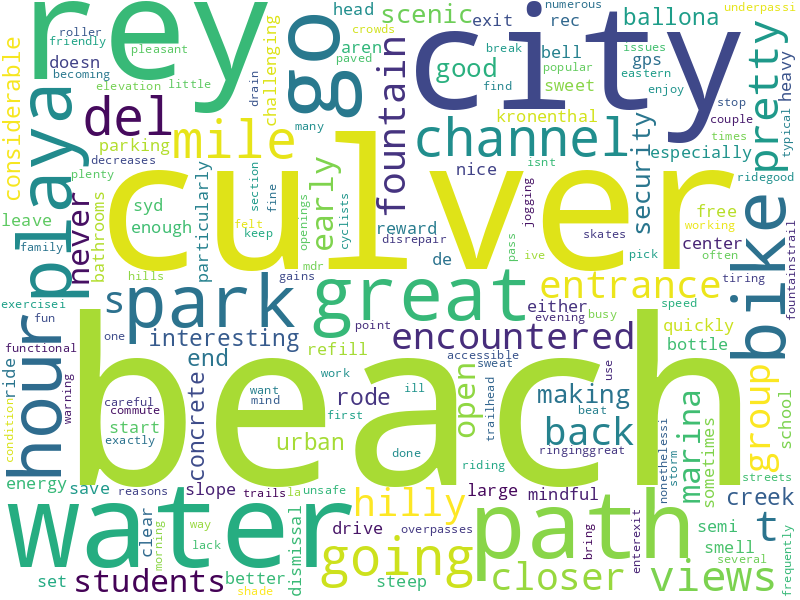 rey
city
go
culver
beach
water
path
del
mile
playa
hour
park
great
bike
channel
fountain
pretty
encountered
entrance
going
students
hilly
views
closer
back
group
marina
open
early
security
scenic
ballona
good
never
s
t
interesting
concrete
rode
urban
making
creek
considerable
challenging
parking
bathrooms
particularly
enough
syd
leave
end
refill
either
large
mindful
drive
slope
save
energy
start
ride
clear
set
better
dismissal
steep
semi
smell
sometimes
bottle
quickly
school
center
free
especially
kronenthal
heavy
gps
bell
rec
exit
head
aren
doesn
nice
reward
de
sweet
friendly
roller
becoming
pleasant
elevation
little
drain
crowds
paved
many
break
popular
find
numerous
issues
eastern
enjoy
underpassi
stop
couple
times
typical
ridegood
decreases
plenty
family
hills
section
fine
felt
keep
openings
cyclists
disrepair
isnt
jogging
skates
pass
ive
pick
often
working
tiring
fountainstrail
exercisei
fun
one
functional
gains
mdr
point
evening
busy
speed
accessible
sweat
work
use
warning
careful
commute
exactly
want
mind
first
ill
beat
trailhead
ringinggreat
condition
reasons
trails
la
unsafe
done
riding
nonethelessi
storm
streets
morning
way
lack
shade
overpasses
bring
enterexit
several
frequently